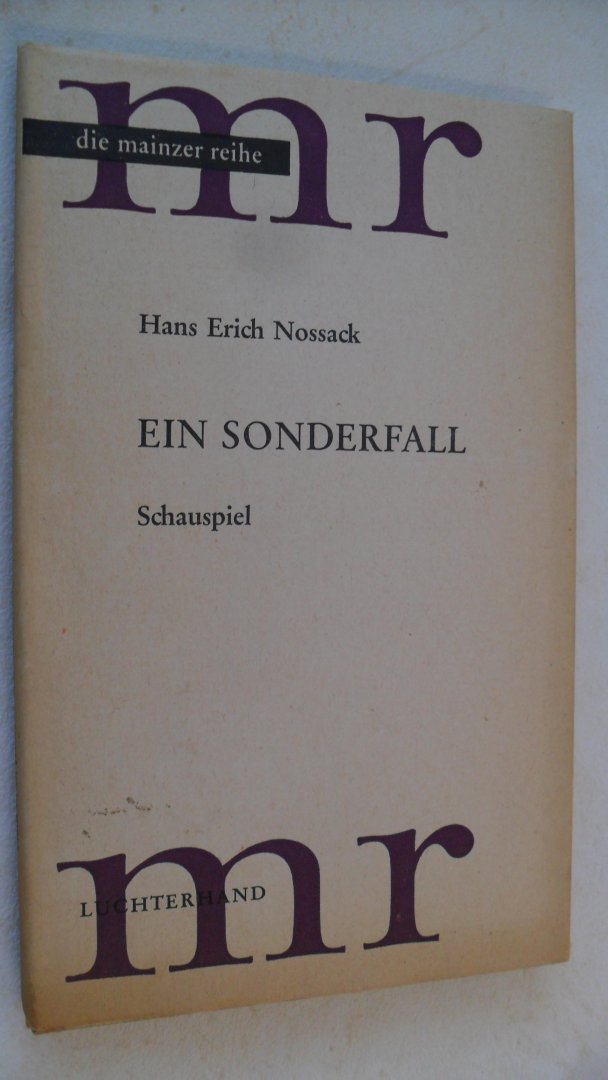 mr
die mainzer reihe
Hans Erich Nossack
EIN SONDERFALL
Schauspiel
mr
LUCHTERHAND